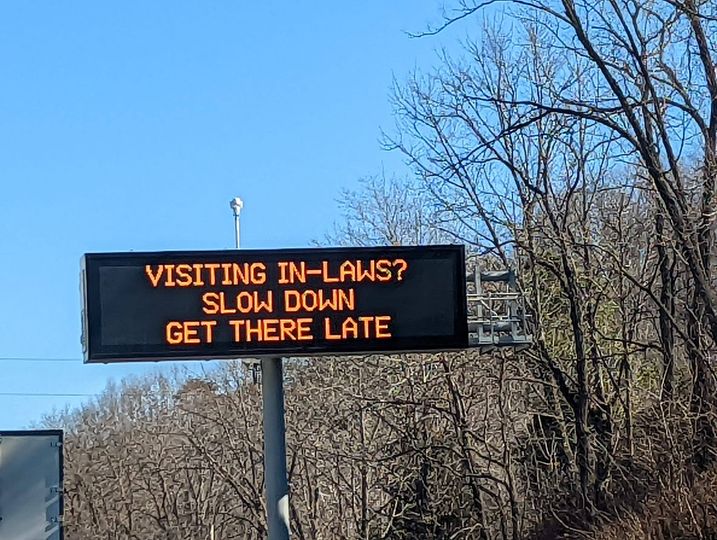 VISITING IN-LAWS?
SLOW DOWN
GET THERE LATE